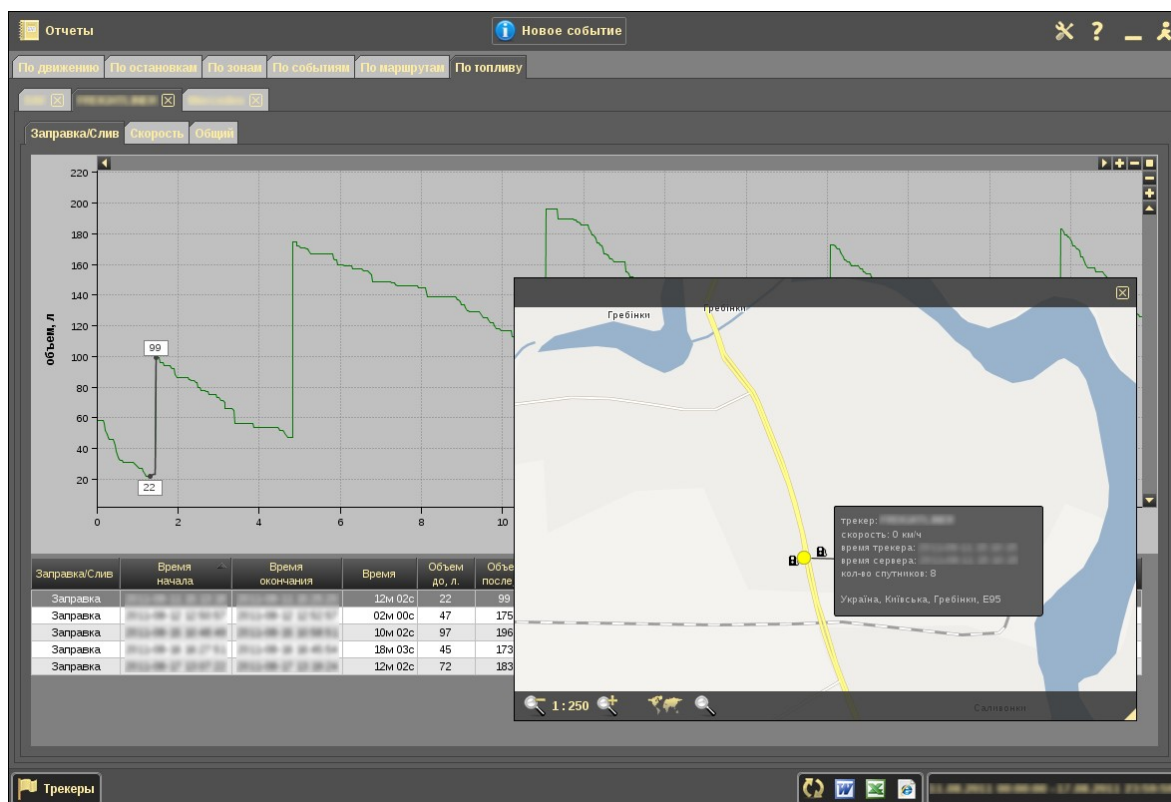 Отчеты
Новое событие
?
По движению По остановкам По зонам По событиям По маршрутам По топливу
Заправка/Слив Скорость Общий
220
200
180
160
140
120
100
80
60
40
20
объем, л
99
22
0 2 4 6 8 10
Гребінки Гребінки
трекер:
скорость: 0 км/ч
время трекера:
время сервера:
кол-во спутников: 8
Україна, Київська, Гребінки, E95
Саливонки
1:250
Заправка/Слив Время начала Время окончания Время Объем до, л. Объе после
Заправка 12м 02с 22 99
Заправка 02м 00с 47 175
Заправка 10м 02с 97 196
Заправка 18м 03с 45 173
Заправка 12м 02с 72 183
Трекеры